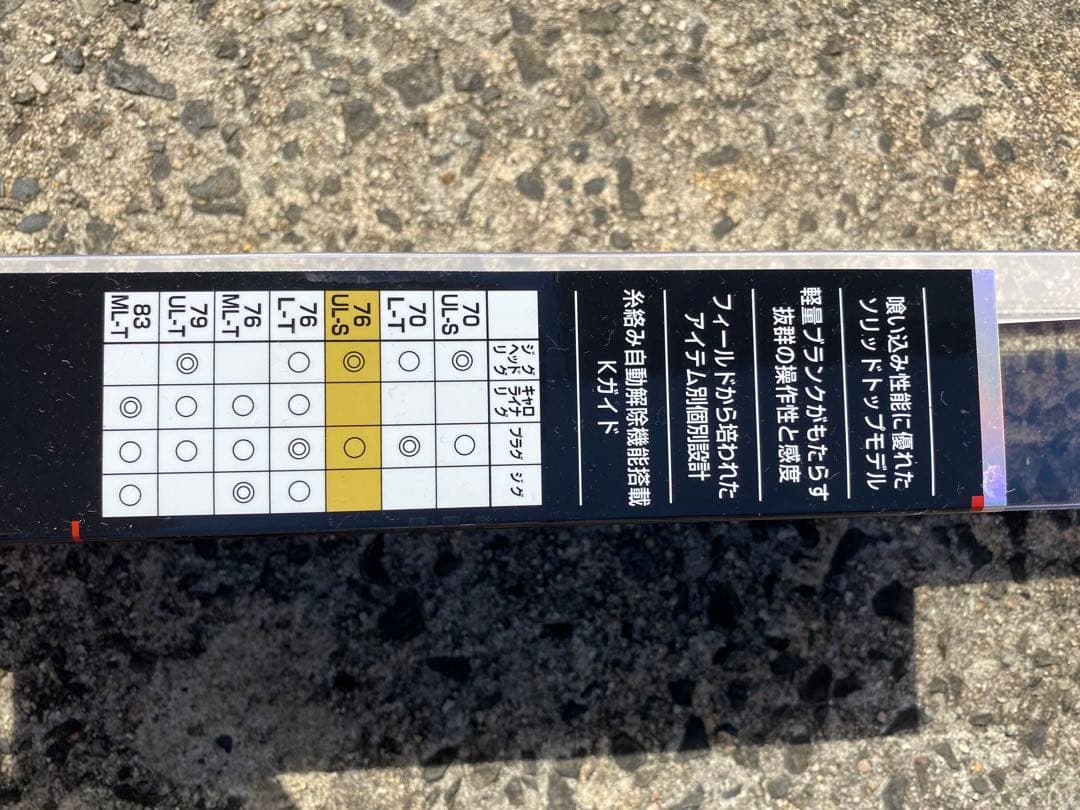 喰い込み性能に優れた
ソリッドトップモデル
軽量ブランクがもたらす
抜群の操作性と感度
フィールドから培われた
アイテム別個別設計
糸絡み自動解除機能搭載
Kガイド
ジグヘッドリグ キャロライナリグ プラグ ジグ
70 UL-S ◎ ○
70 L-T ○ ◎
76 UL-S ◎ ○
76 L-T ○ ○ ◎ ○
76 ML-T ○ ○ ◎
79 UL-T ◎ ○ ○
83 ML-T ◎ ○ ○